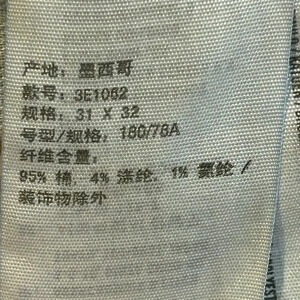 产地: 墨西哥
款号: 3E1062
规格: 31 X 32
号型/规格: 180/78A
纤维含量:
95% 棉, 4% 涤纶, 1% 氨纶 /
装饰物除外